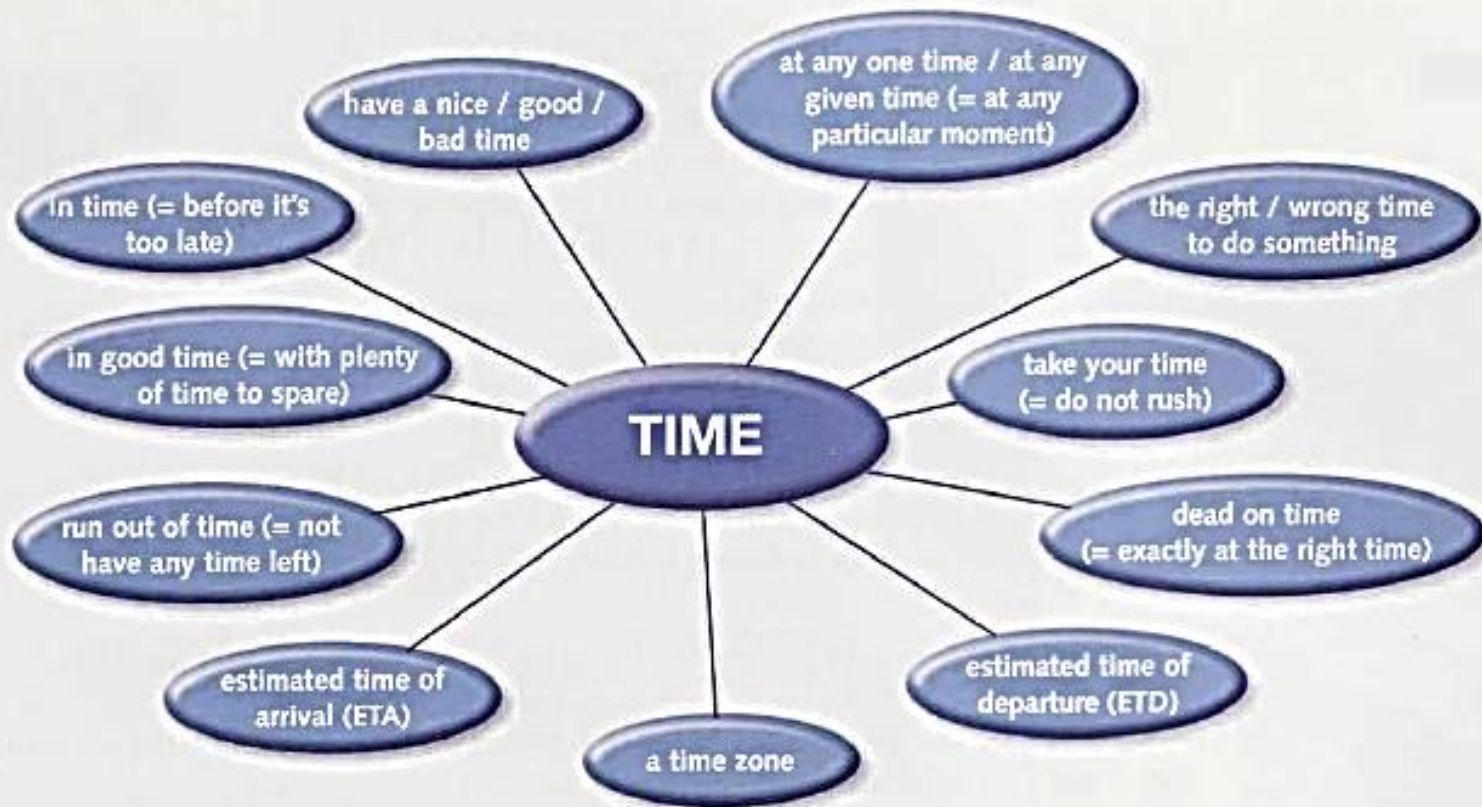 have a nice / good /
bad time
at any one time / at any
given time (= at any
particular moment)
In time (= before it's
too late)
the right / wrong time
to do something
in good time (= with plenty
of time to spare)
take your time
(= do not rush)
TIME
run out of time (= not
have any time left)
dead on time
(= exactly at the right time)
estimated time of
arrival (ETA)
estimated time of
departure (ETD)
a time zone